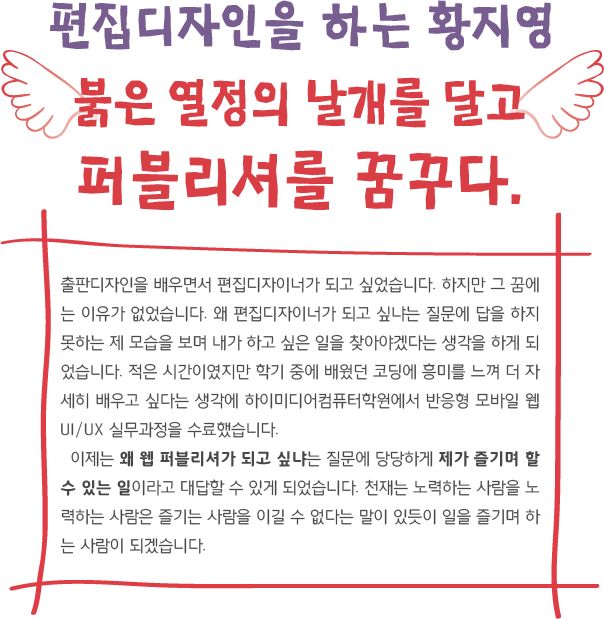 편집디자인을 하는 황지영
붉은 열정의 날개를 달고
퍼블리셔를 꿈꾸다.
출판디자인을 배우면서 편집디자이너가 되고 싶었습니다. 하지만 그 꿈에
는 이유가 없었습니다. 왜 편집디자이너가 되고 싶냐는 질문에 답을 하지
못하는 제 모습을 보며 내가 하고 싶은 일을 찾아야겠다는 생각을 하게 되
었습니다. 적은 시간이였지만 학기 중에 배웠던 코딩에 흥미를 느껴 더 자
세히 배우고 싶다는 생각에 하이미디어컴퓨터학원에서 반응형 모바일 웹
UI/UX 실무과정을 수료했습니다.
이제는 왜 웹 퍼블리셔가 되고 싶냐는 질문에 당당하게 제가 즐기며 할
수 있는 일이라고 대답할 수 있게 되었습니다. 천재는 노력하는 사람을 노
력하는 사람은 즐기는 사람을 이길 수 없다는 말이 있듯이 일을 즐기며 하
는 사람이 되겠습니다.